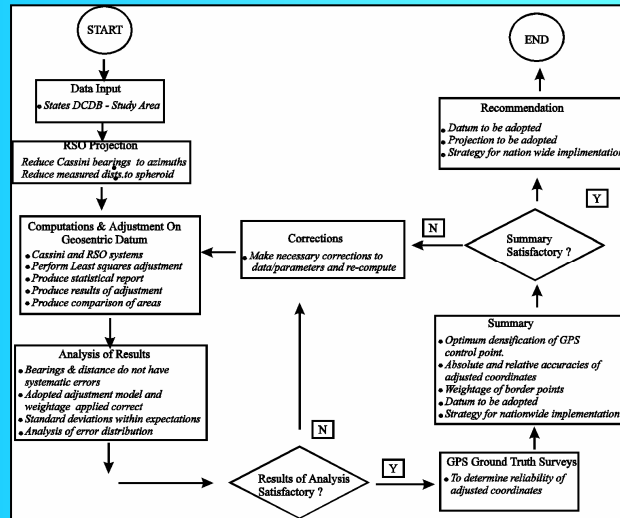 START
Data Input
States DCDB - Study Area
RSO Projection
Reduce Cassini bearings to azimuths
Reduce measured dists.to spheroid
Computations & Adjustment On
Geosentric Datum
Cassini and RSO systems
Perform Least squares adjustment
Produce statistical report
Produce results of adjustment
Produce comparison of areas
Analysis of Results
Bearings & distance do not have
systematic errors
Adopted adjustment model and
weightage applied correct
Standard deviations within expectations
Analysis of error distribution
Results of Analysis
Satisfactory ?
N
Corrections
Make necessary corrections to
data/parameters and re-compute
Y
GPS Ground Truth Surveys
To determine reliability of
adjusted coordinates
Summary
Optimum densification of GPS
control point.
Absolute and relative accuracies of
adjusted coordinates
Weightage of border points
Datum to be adopted
Strategy for nationwide implementation
Summary
Satisfactory ?
N
Y
Recommendation
Datum to be adopted
Projection to be adopted
Strategy for nation wide implimentation
END